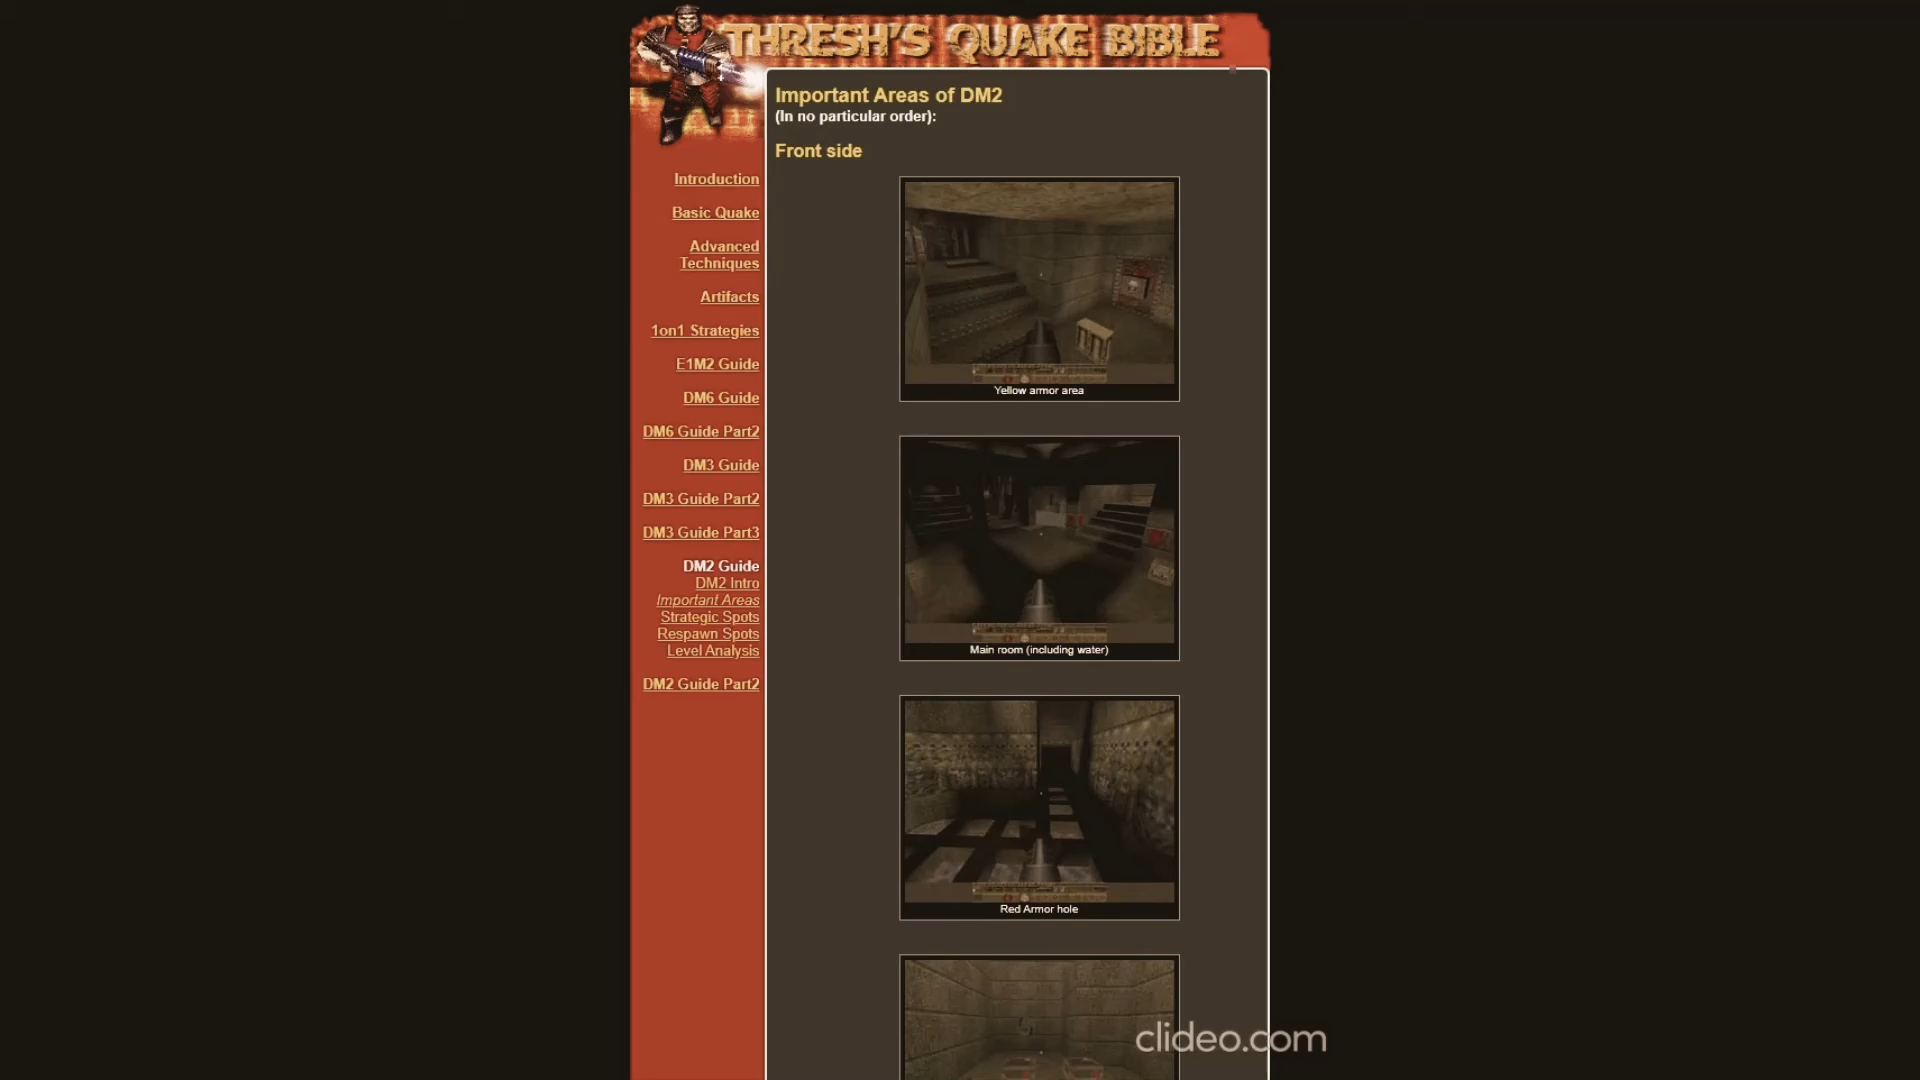 THRESH'S QUAKE BIBLE
Important Areas of DM2
(In no particular order):
Front side
Introduction
Basic Quake
Advanced
Techniques
Artifacts
1on1 Strategies
E1M2 Guide
DM6 Guide
DM6 Guide Part2
DM3 Guide
DM3 Guide Part2
DM3 Guide Part3
DM2 Guide
DM2 Intro
Important Areas
Strategic Spots
Respawn Spots
Level Analysis
DM2 Guide Part2
Yellow armor area
Main room (including water)
Red Armor hole
clideo.com